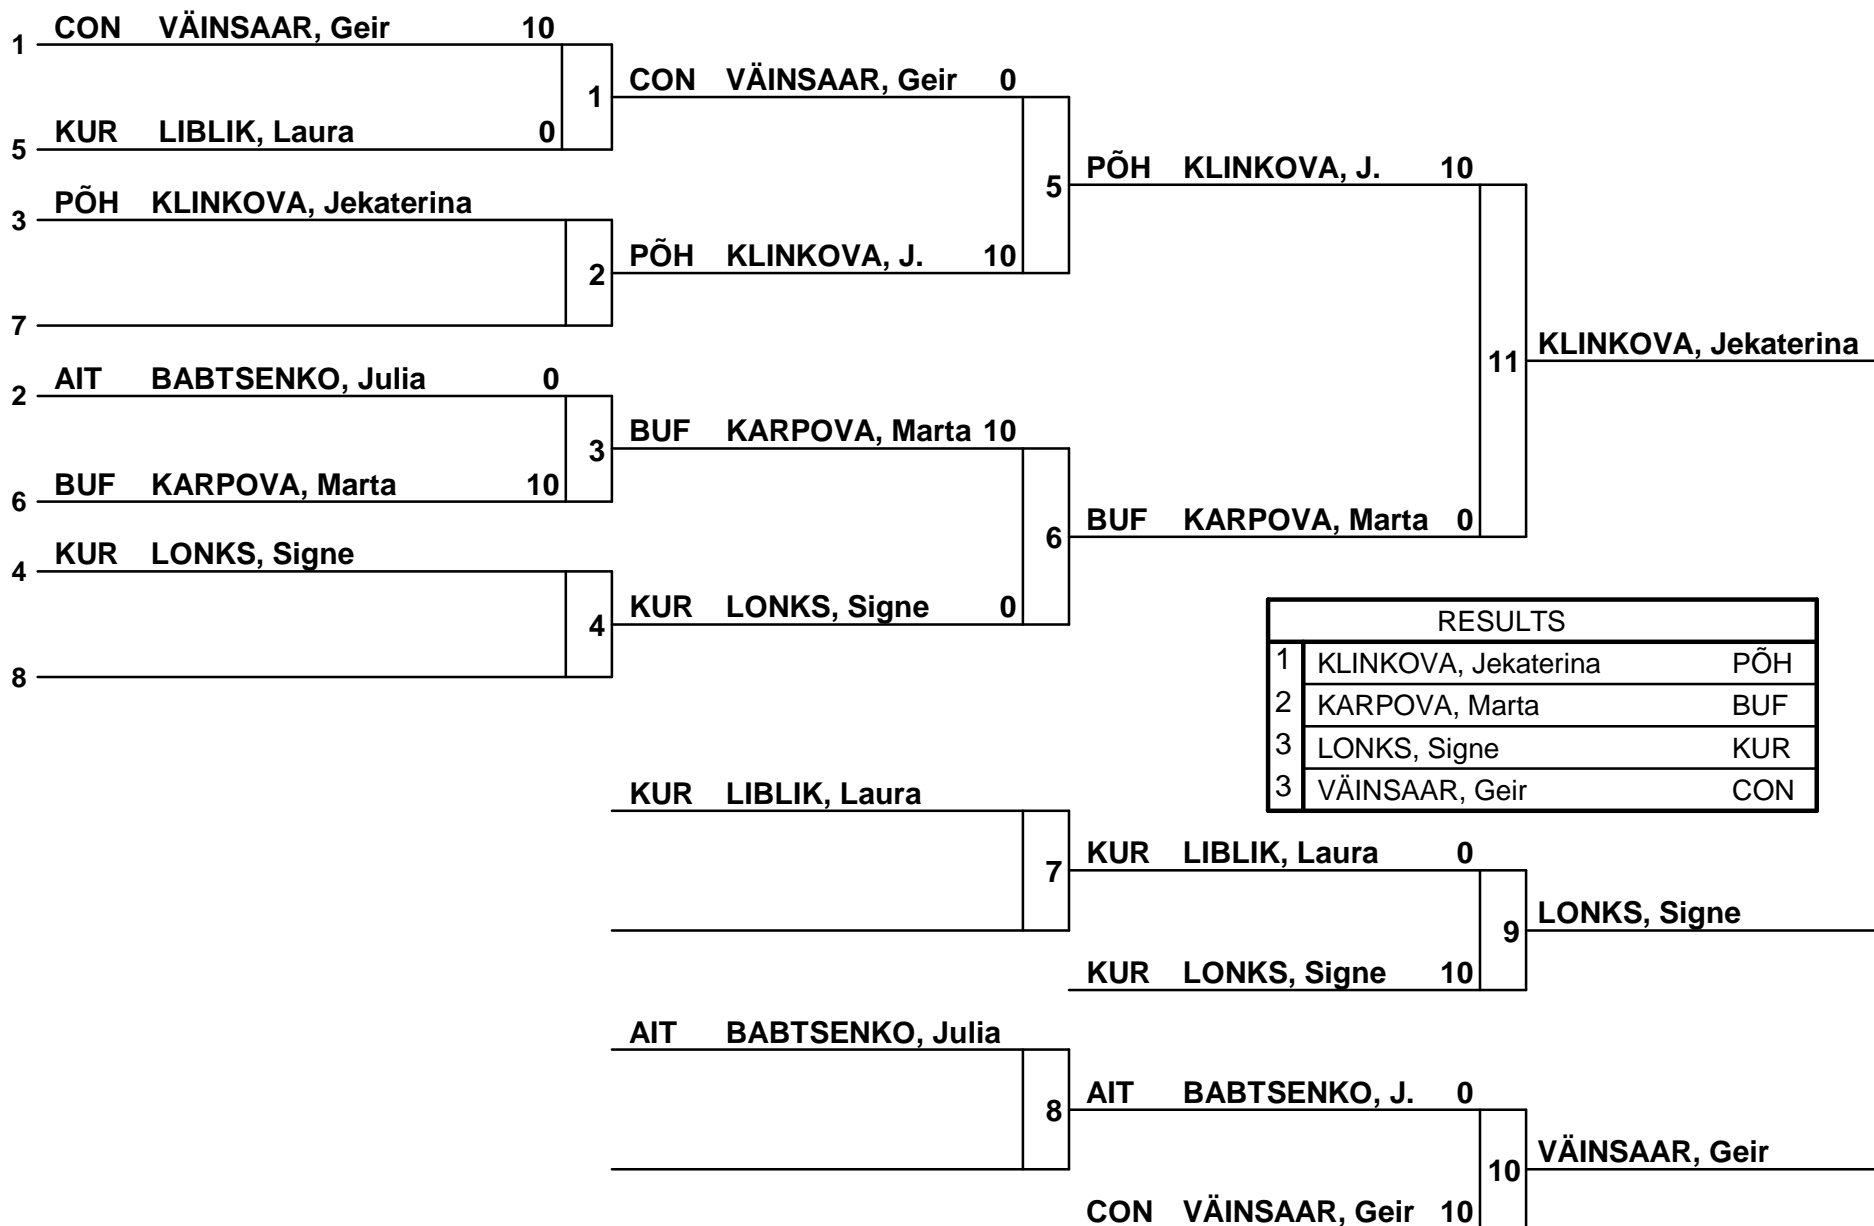 1 CON VÄINSAAR, Geir 10
5 KUR LIBLIK, Laura 0
1
3 PÕH KLINKOVA, Jekaterina
7
2
2 AIT BABTSENKO, Julia 0
6 BUF KARPOVA, Marta 10
3
4 KUR LONKS, Signe
8
4
CON VÄINSAAR, Geir 0
PÕH KLINKOVA, J. 10
5
BUF KARPOVA, Marta 10
KUR LONKS, Signe 0
6
PÕH KLINKOVA, J. 10
BUF KARPOVA, Marta 0
11
KLINKOVA, Jekaterina
RESULTS
1 KLINKOVA, Jekaterina PÕH
2 KARPOVA, Marta BUF
3 LONKS, Signe KUR
3 VÄINSAAR, Geir CON
KUR LIBLIK, Laura
7
KUR LIBLIK, Laura 0
KUR LONKS, Signe 10
9
LONKS, Signe
AIT BABTSENKO, Julia
8
AIT BABTSENKO, J. 0
CON VÄINSAAR, Geir 10
10
VÄINSAAR, Geir